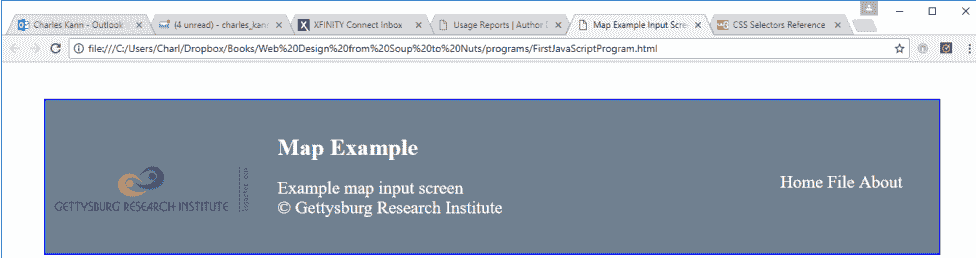 Charles Kann - Outlook
(4 unread) - charles_kann
XFINITY Connect Inbox
Usage Reports | Author
Map Example Input Scre
CSS Selectors Reference
file:///C:/Users/Charl/Dropbox/Books/Web%20Design%20from%20Soup%20to%20Nuts/programs/FirstJavaScriptProgram.html
Map Example
GETTYSBURG RESEARCH INSTITUTE
Example map input screen
© Gettysburg Research Institute
Home File About